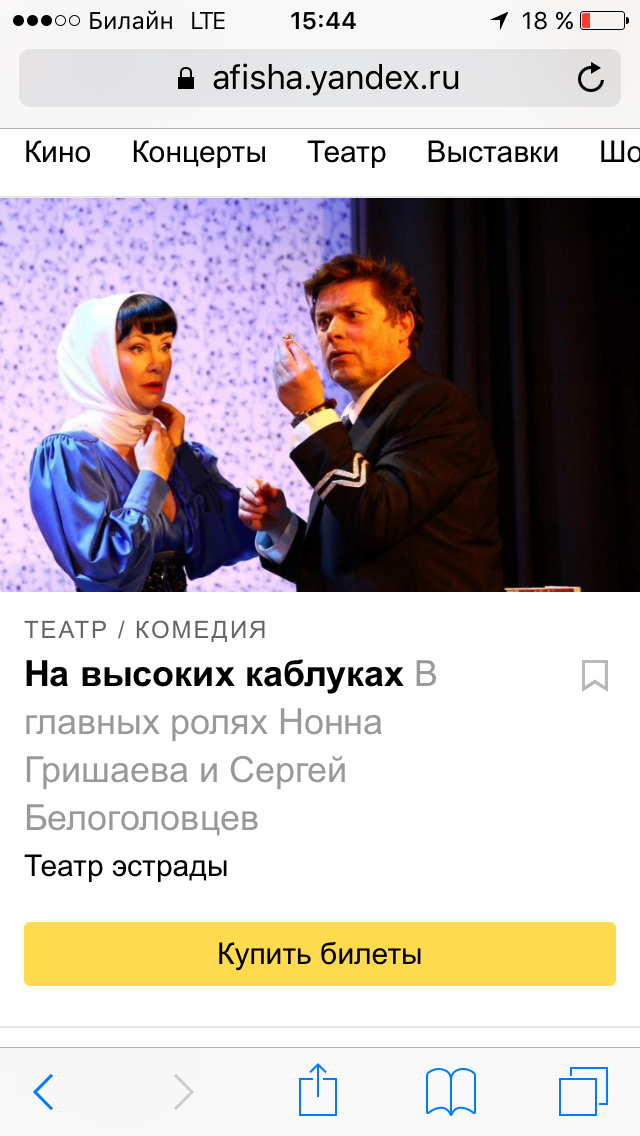 Билайн LTE 15:44 18 %
afisha.yandex.ru
Кино Концерты Театр Выставки Шо
ТЕАТР / КОМЕДИЯ
На высоких каблуках В
главных ролях Нонна
Гришаева и Сергей
Белоголовцев
Театр эстрады
Купить билеты